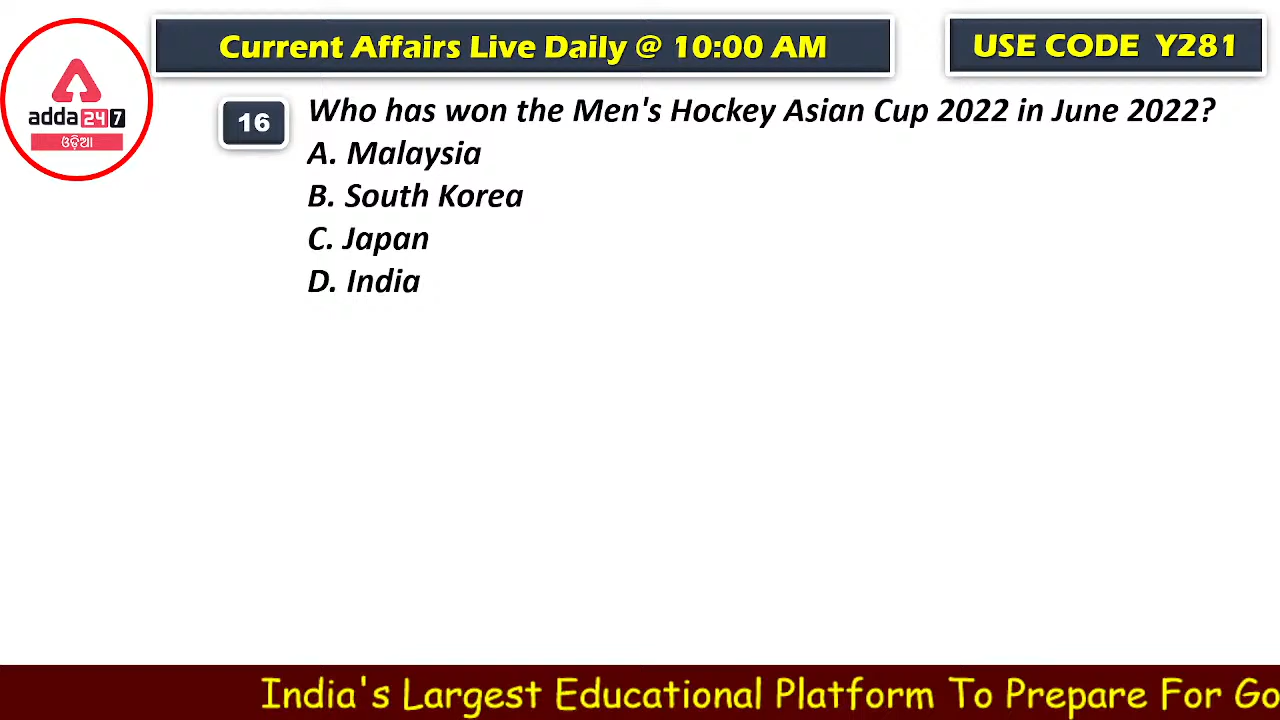 Current Affairs Live Daily @ 10:00 AM
USE CODE Y281
adda247
ଓଡ଼ିଆ
16
Who has won the Men's Hockey Asian Cup 2022 in June 2022?
A. Malaysia
B. South Korea
C. Japan
D. India
India's Largest Educational Platform To Prepare For Go